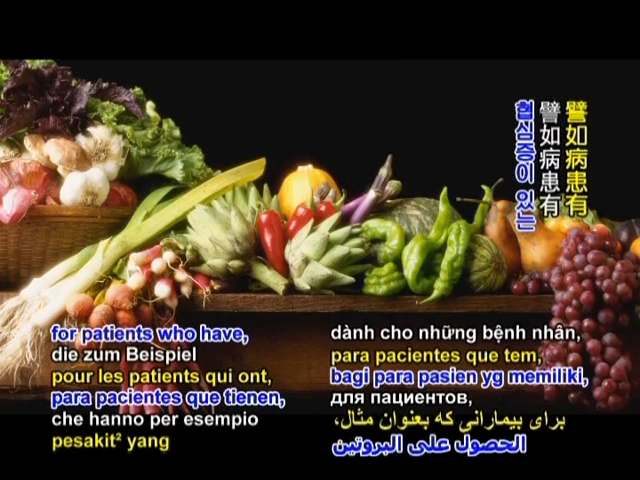 譬如病患有
譬如病患有
협심증이 있는
for patients who have,
die zum Beispiel
pour les patients qui ont,
para pacientes que tienen,
che hanno per esempio
pesakit² yang
dành cho những bệnh nhân,
para pacientes que tem,
bagi para pasien yg memiliki,
для пациентов,
برای بیمارانی که بعنوان مثال،
الحصول على البروتين